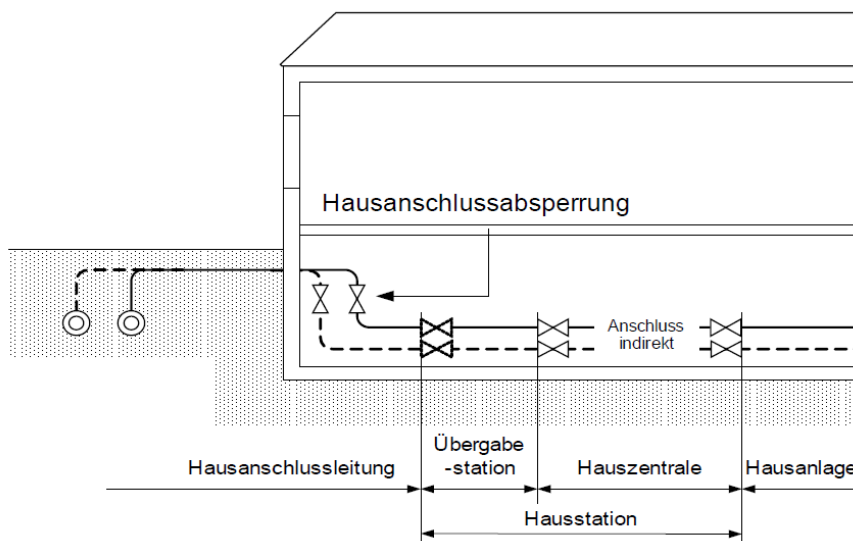 Hausanschlussabsperrung
Anschluss
indirekt
Übergabe
-station
Hausanschlussleitung
Hauszentrale
Hausanlage
Hausstation